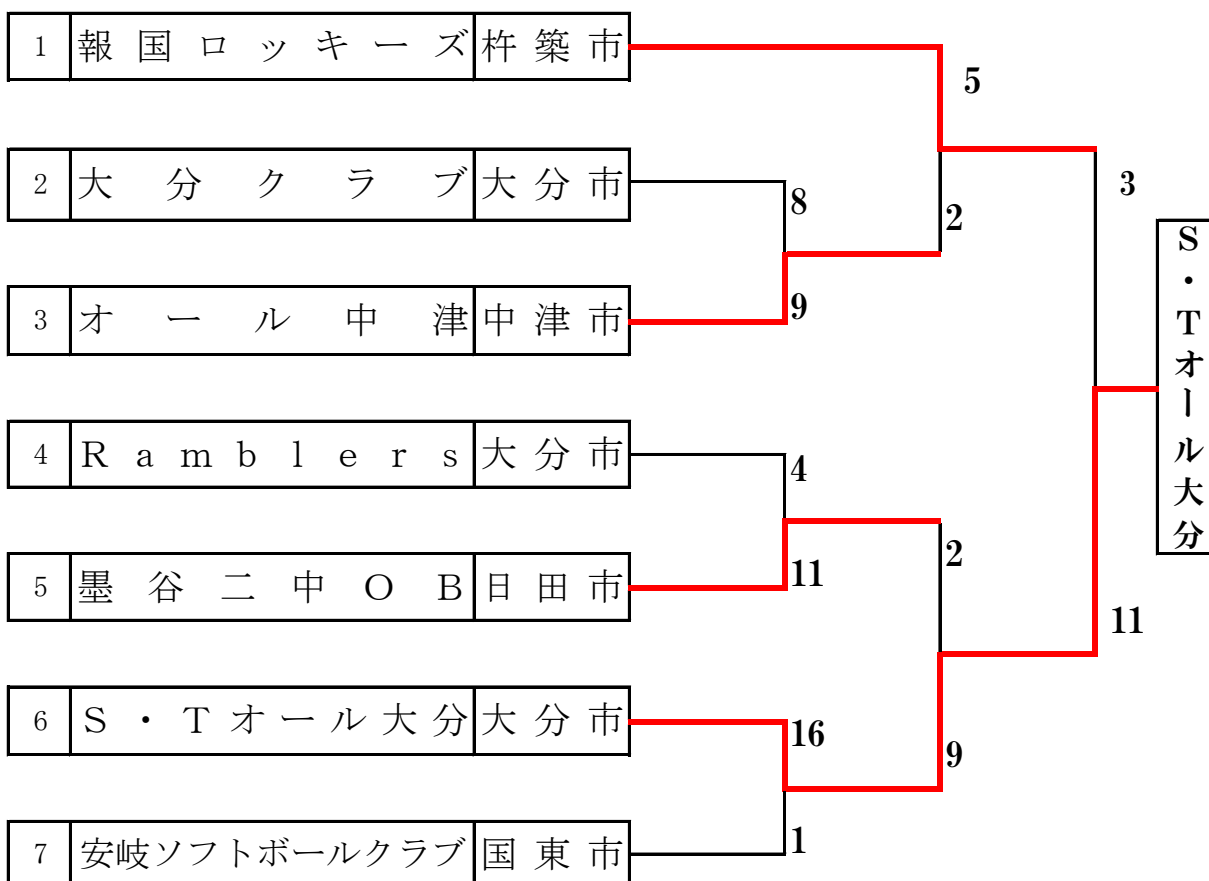 1 報国ロッキーズ 杵築市
5
2 大分クラブ 大分市
8
3
2
3 オール中津 中津市
9
4 Ramblers 大分市
4
5 墨谷二中OB 日田市
11
2
11
6 S・Tオール大分 大分市
16
9
7 安岐ソフトボールクラブ 国東市
1
S・Tオール大分